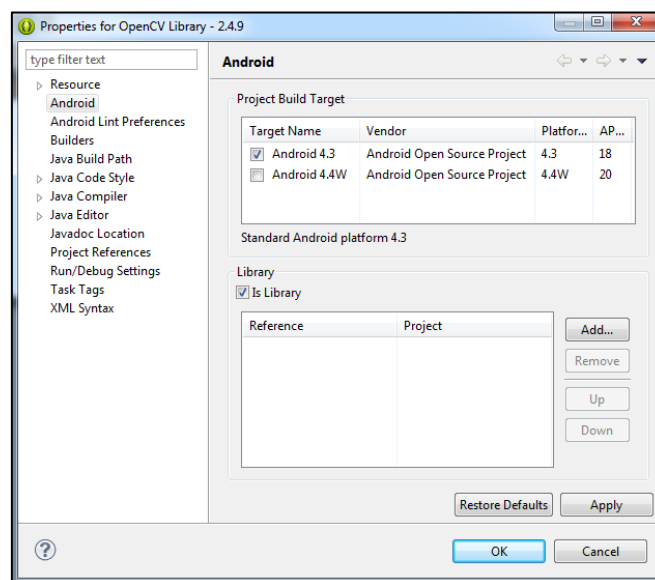 Properties for OpenCV Library - 2.4.9
type filter text
Resource
Android
Android Lint Preferences
Builders
Java Build Path
Java Code Style
Java Compiler
Java Editor
Javadoc Location
Project References
Run/Debug Settings
Task Tags
XML Syntax
Android
Project Build Target
Target Name Vendor Platfor... AP...
Android 4.3 Android Open Source Project 4.3 18
Android 4.4W Android Open Source Project 4.4W 20
Standard Android platform 4.3
Library
Is Library
Reference Project
Add...
Remove
Up
Down
Restore Defaults Apply
? OK Cancel